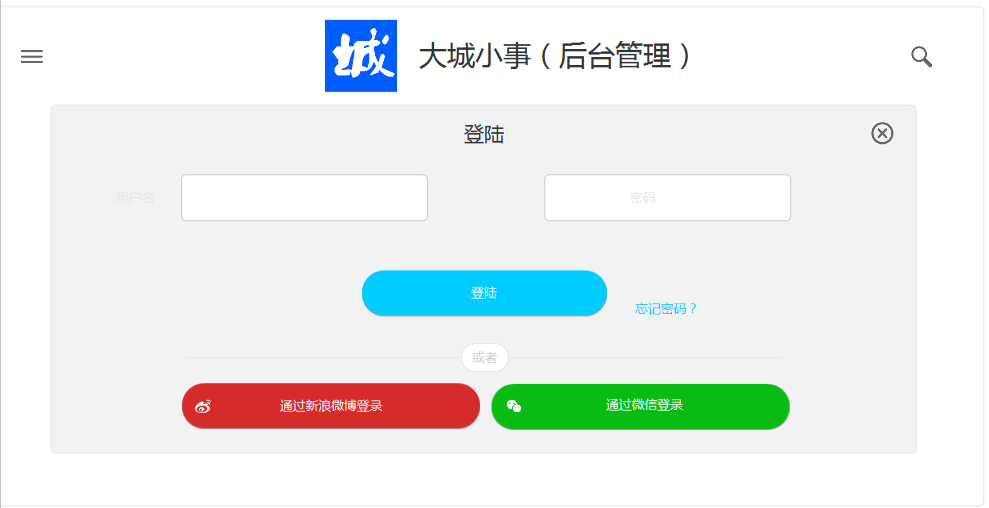 城
大城小事（后台管理）
登陆
用户名:
密码
登陆
忘记密码？
或者
通过新浪微博登录
通过微信登录